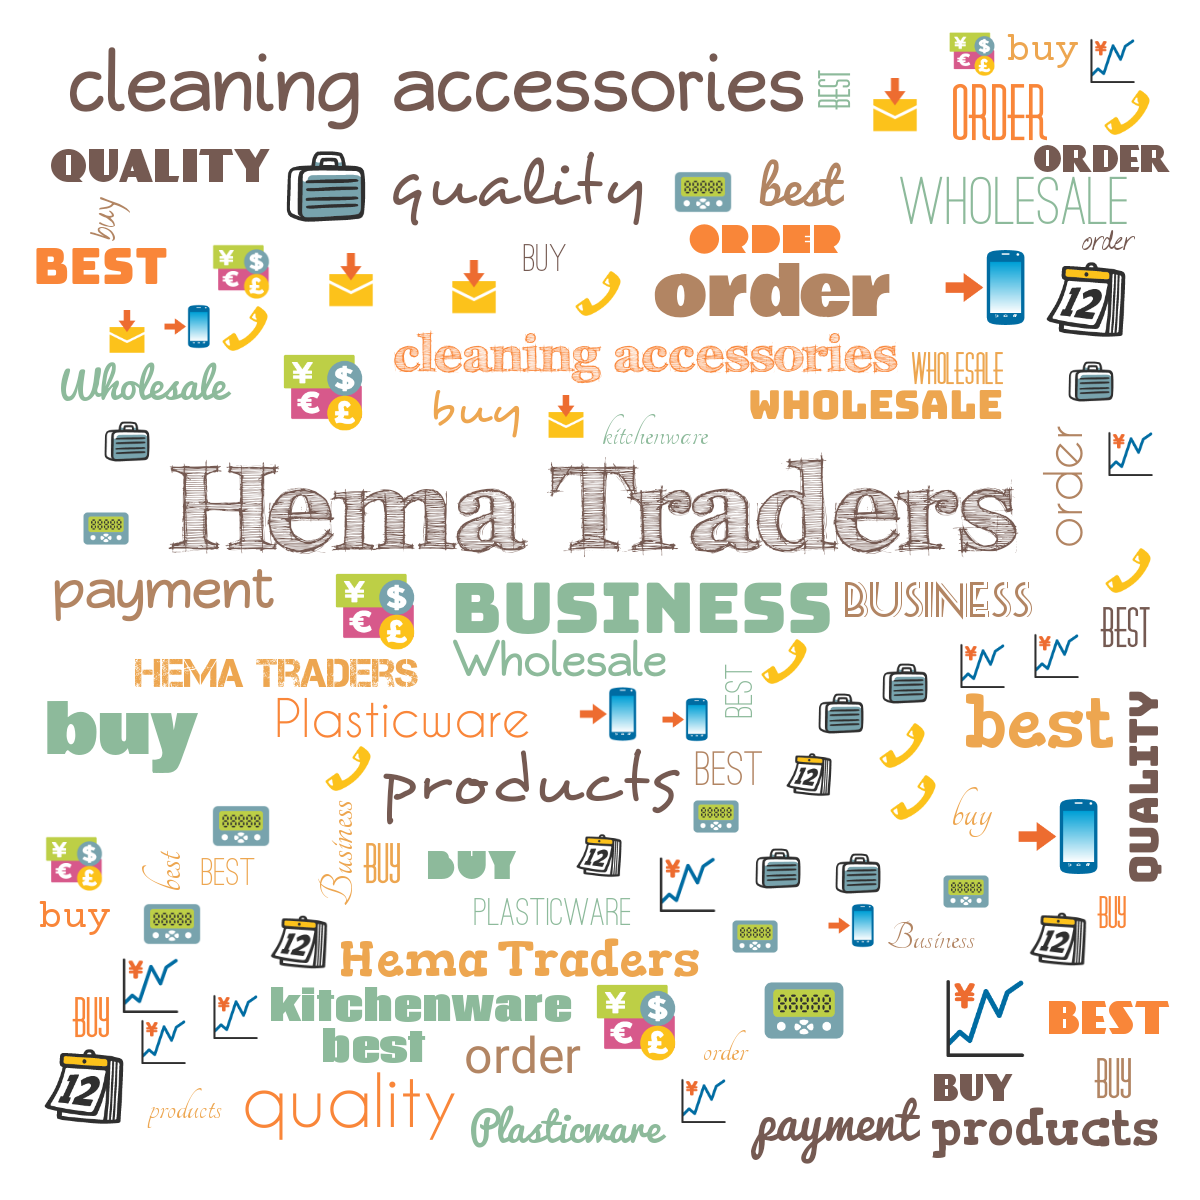 buy
cleaning accessories
BEST
ORDER
QUALITY
ORDER
quality
best
WHOLESALE
buy
order
BEST
BUY
ORDER
order
12
cleaning accessories
WHOLESALE
Wholesale
buy
WHOLESALE
kitchenware
order
Hema Traders
payment
BUSINESS
BUSINESS
BEST
HEMA TRADERS
Wholesale
BEST
buy
Plasticware
best
QUALITY
products
BEST
12
Business
buy
best
BEST
BUY
BUY
12
buy
PLASTICWARE
BUY
12
Hema Traders
Business
12
BUY
kitchenware
BEST
best
order
order
12
products
quality
Plasticware
payment
BUY
BUY
products